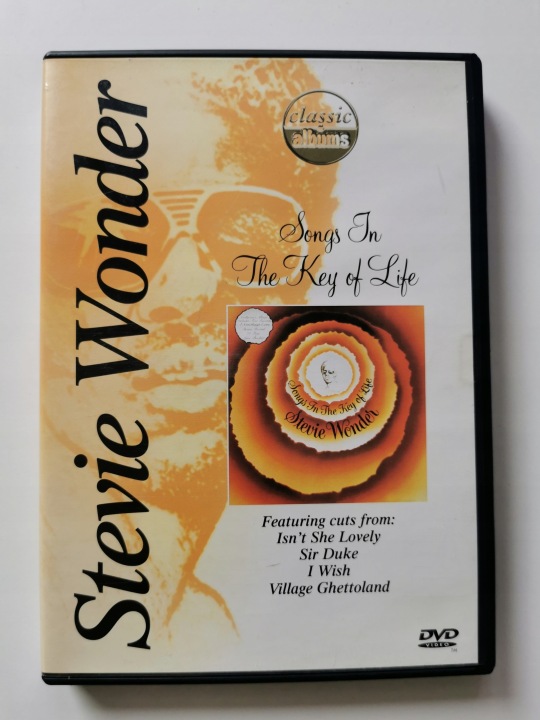 Stevie Wonder
classic
albums
Songs In
The Key of Life
Songs In The Key of Life
Stevie Wonder
Featuring cuts from:
Isn't She Lovely
Sir Duke
I Wish
Village Ghettoland
DVD
VIDEO
TM